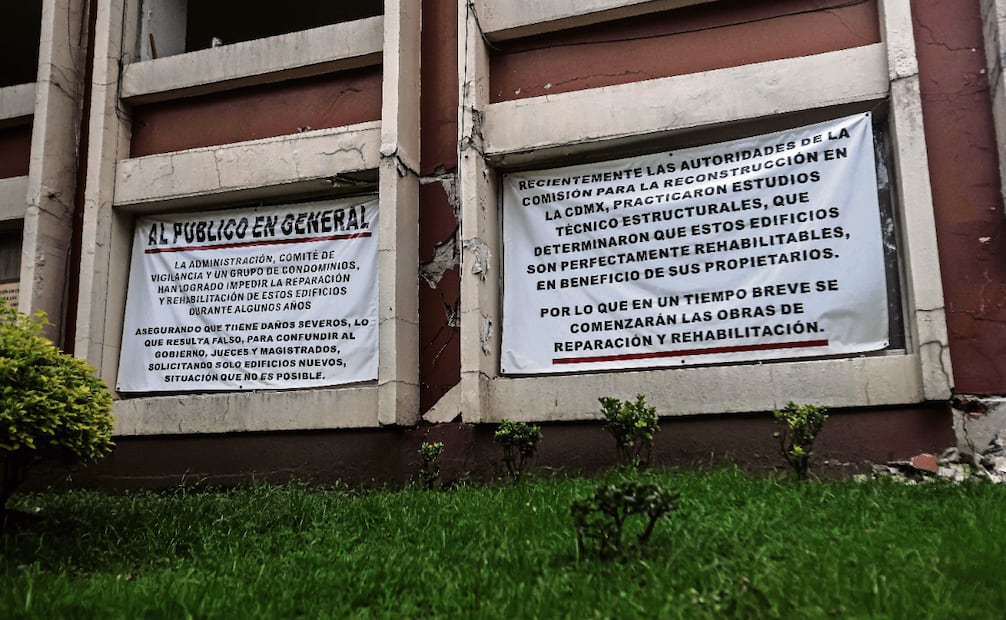 AL PUBLICO EN GENERAL
LA ADMINISTRACIÓN, COMITÉ DE
VIGILANCIA Y UN GRUPO DE CONDOMINIOS,
HAN LOGRADO IMPEDIR LA REPARACIÓN
Y REHABILITACIÓN DE ESTOS EDIFICIOS
DURANTE ALGUNOS AÑOS
ASEGURANDO QUE TIENE DAÑOS SEVEROS, LO
QUE RESULTA FALSO, PARA CONFUNDIR AL
GOBIERNO, JUECES Y MAGISTRADOS,
SOLICITANDO SOLO EDIFICIOS NUEVOS,
SITUACIÓN QUE NO ES POSIBLE.
RECIENTEMENTE LAS AUTORIDADES DE LA
COMISIÓN PARA LA RECONSTRUCCIÓN EN
LA CDMX, PRACTICARON ESTUDIOS
TÉCNICO ESTRUCTURALES, QUE
DETERMINARON QUE ESTOS EDIFICIOS
SON PERFECTAMENTE REHABILITABLES,
EN BENEFICIO DE SUS PROPIETARIOS.
POR LO QUE EN UN TIEMPO BREVE SE
COMENZARÁN LAS OBRAS DE
REPARACIÓN Y REHABILITACIÓN.